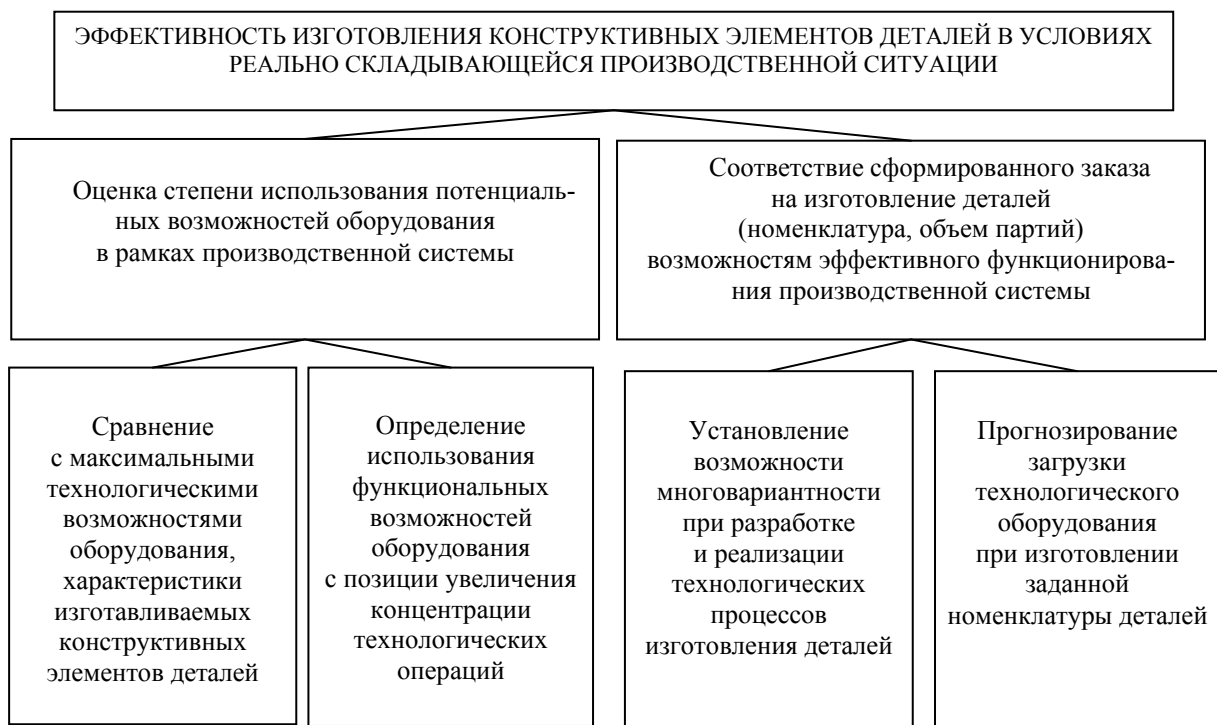 ЭФФЕКТИВНОСТЬ ИЗГОТОВЛЕНИЯ КОНСТРУКТИВНЫХ ЭЛЕМЕНТОВ ДЕТАЛЕЙ В УСЛОВИЯХ
РЕАЛЬНО СКЛАДЫВАЮЩЕЙСЯ ПРОИЗВОДСТВЕННОЙ СИТУАЦИИ
Оценка степени использования потенциаль-
ных возможностей оборудования
в рамках производственной системы
Соответствие сформированного заказа
на изготовление деталей
(номенклатура, объем партий)
возможностям эффективного функционирова-
ния производственной системы
Сравнение
с максимальными
технологическими
возможностями
оборудования,
характеристики
изготавливаемых
конструктивных
элементов деталей
Определение
использования
функциональных
возможностей
оборудования
с позиции увеличения
концентрации
технологических
операций
Установление
возможности
многовариантности
при разработке
и реализации
технологических
процессов
изготовления деталей
Прогнозирование
загрузки
технологического
оборудования
при изготовлении
заданной
номенклатуры деталей